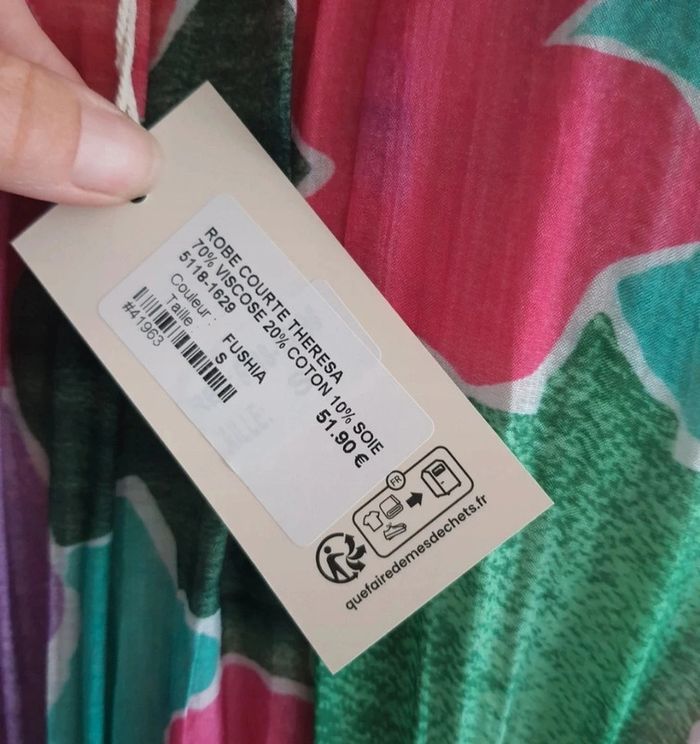 ROBE COURTE THERESA
70% VISCOSE 20% COTON 10% SOIE
5118-1629
51.90 €
Couleur : FUSHIA
Taille : S
#41963
FR
quefairedemesdechets.fr